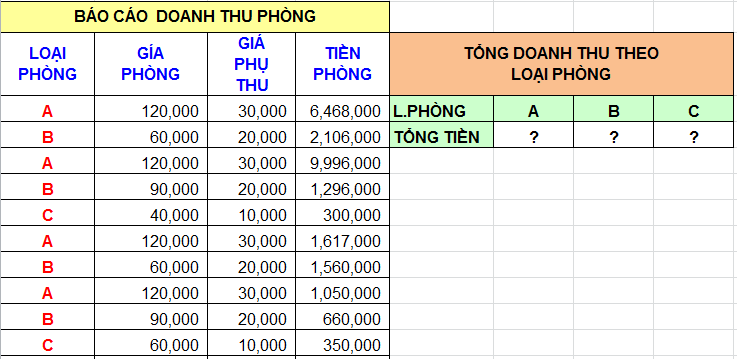 BÁO CÁO DOANH THU PHÒNG
LOẠI PHÒNG GÍA PHÒNG GIÁ PHỤ THU TIỀN PHÒNG TỔNG DOANH THU THEO LOẠI PHÒNG
A 120,000 30,000 6,468,000 L.PHÒNG A B C
B 60,000 20,000 2,106,000 TỔNG TIỀN ? ? ?
A 120,000 30,000 9,996,000
B 90,000 20,000 1,296,000
C 40,000 10,000 300,000
A 120,000 30,000 1,617,000
B 60,000 20,000 1,560,000
A 120,000 30,000 1,050,000
B 90,000 20,000 660,000
C 60,000 10,000 350,000